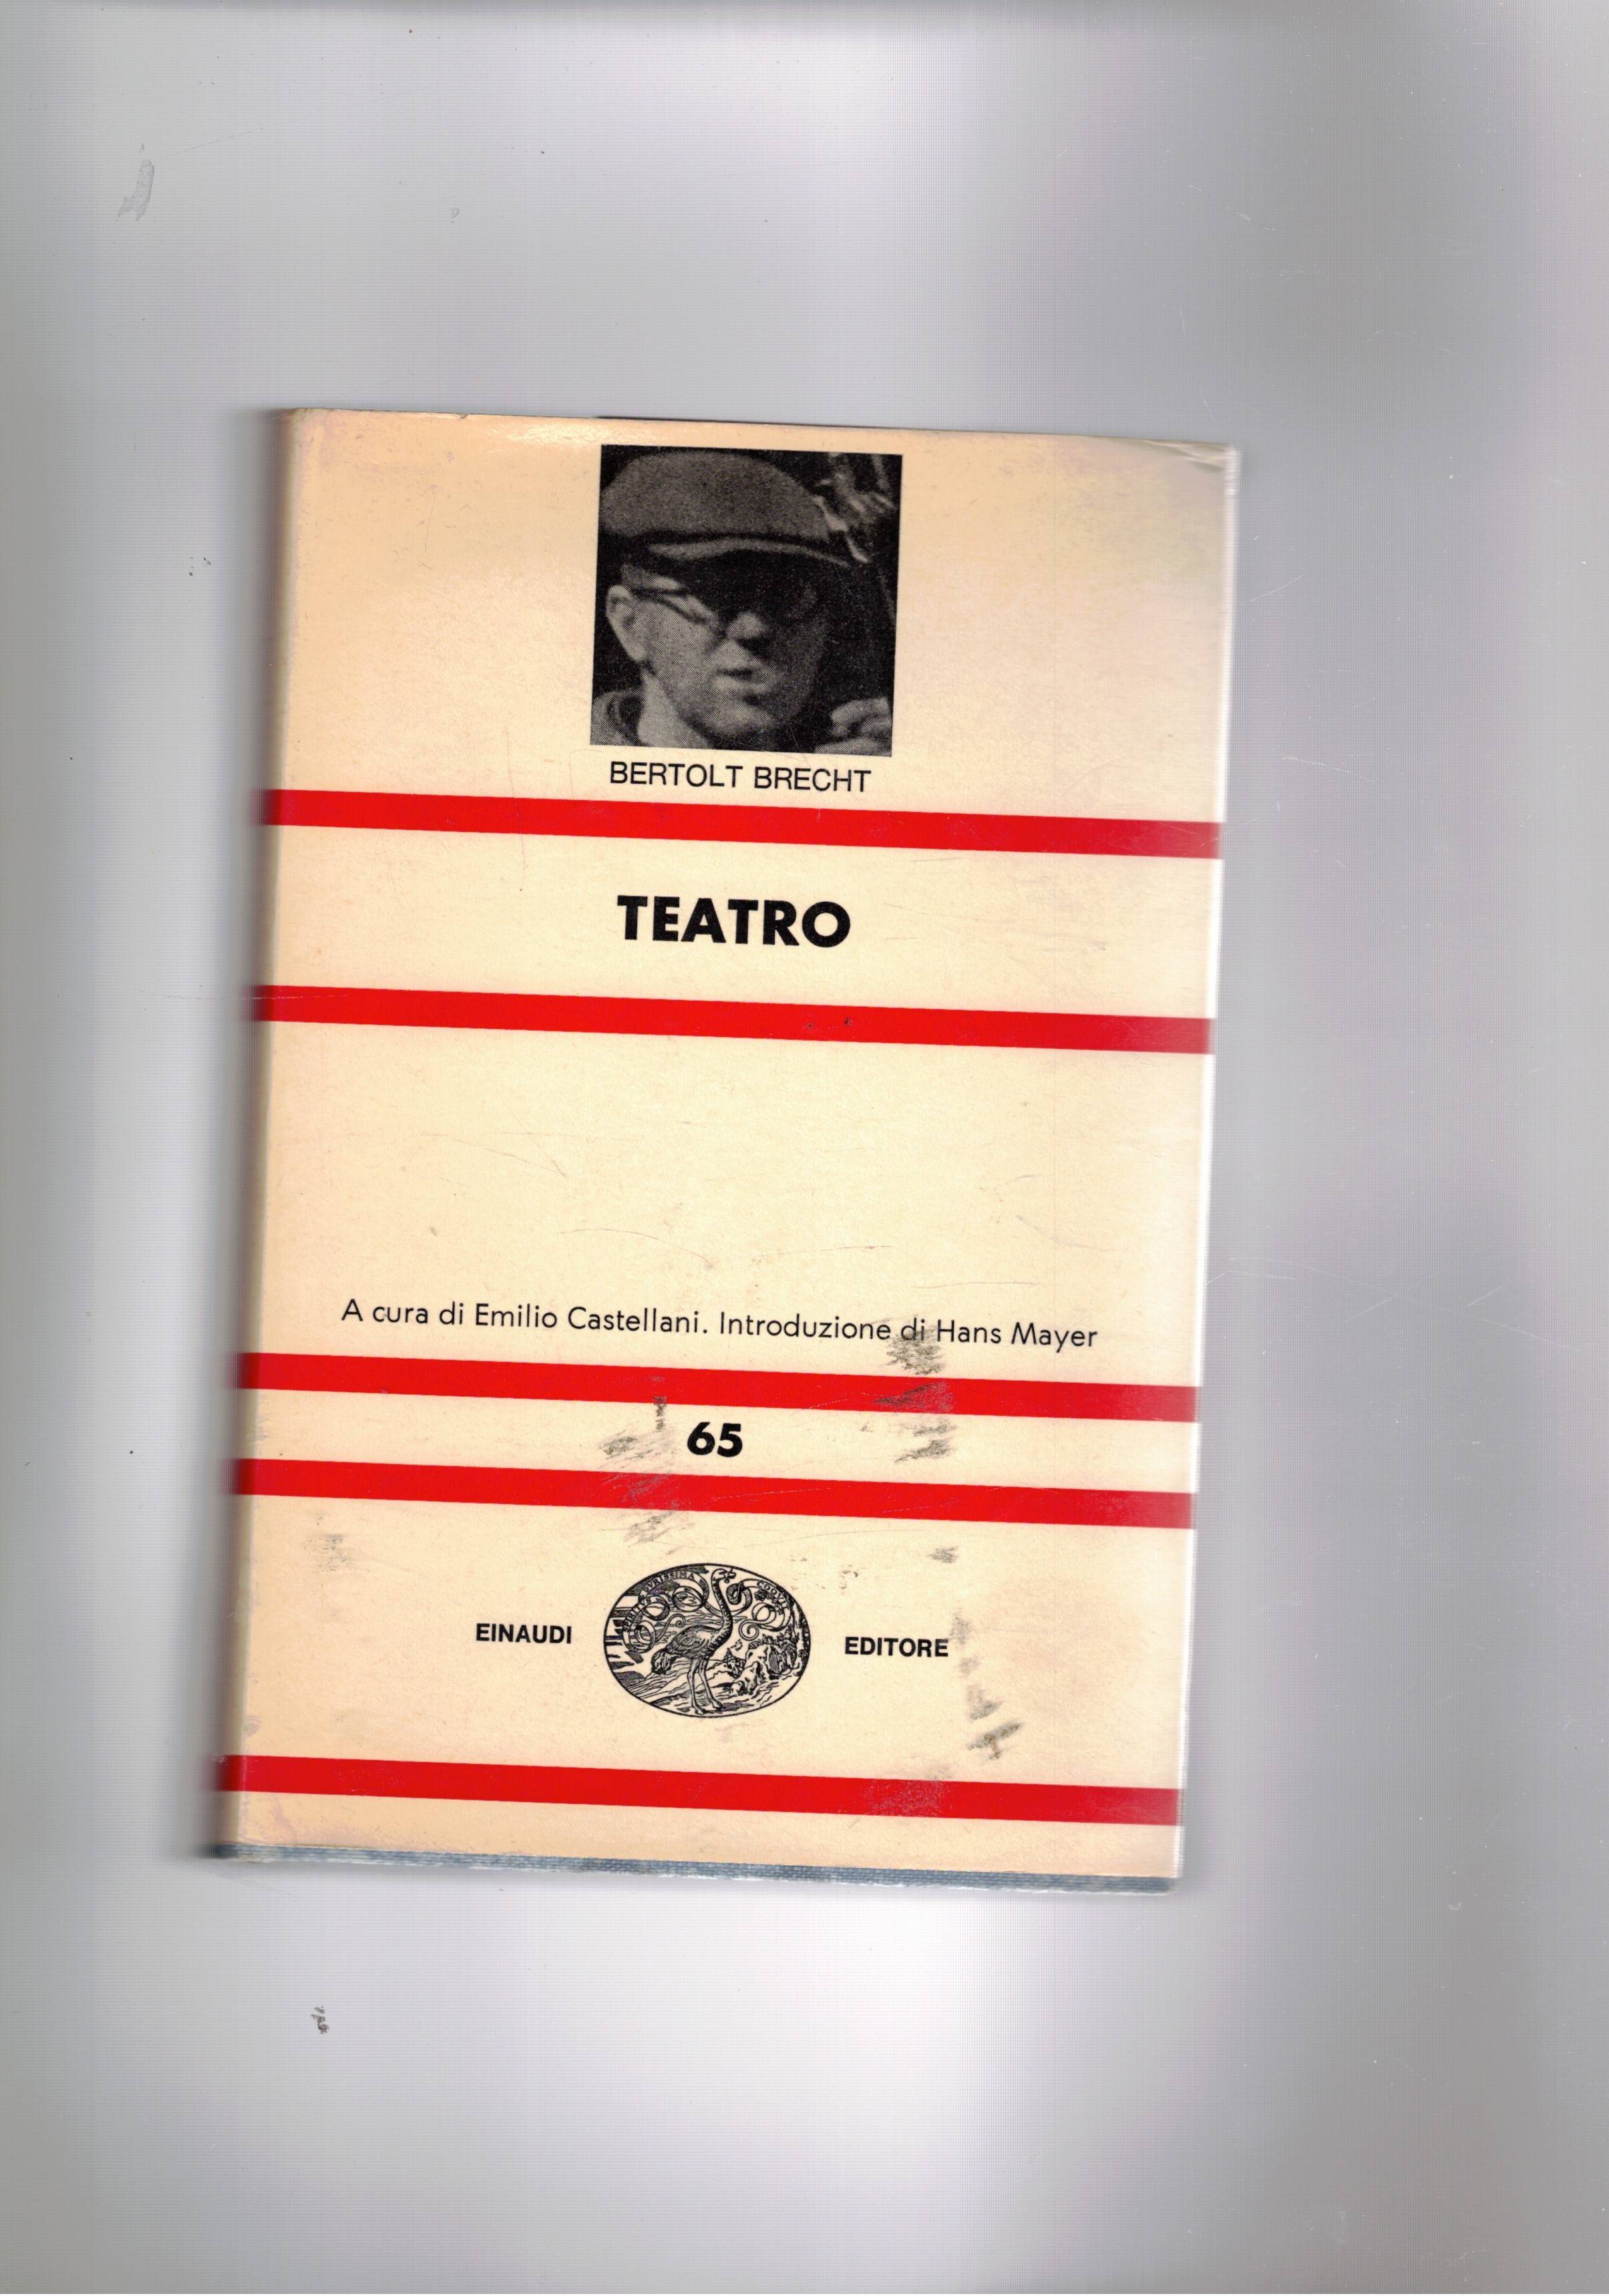 BERTOLT BRECHT
TEATRO
A cura di Emilio Castellani. Introduzione di Hans Mayer
65
EINAUDI
EDITORE